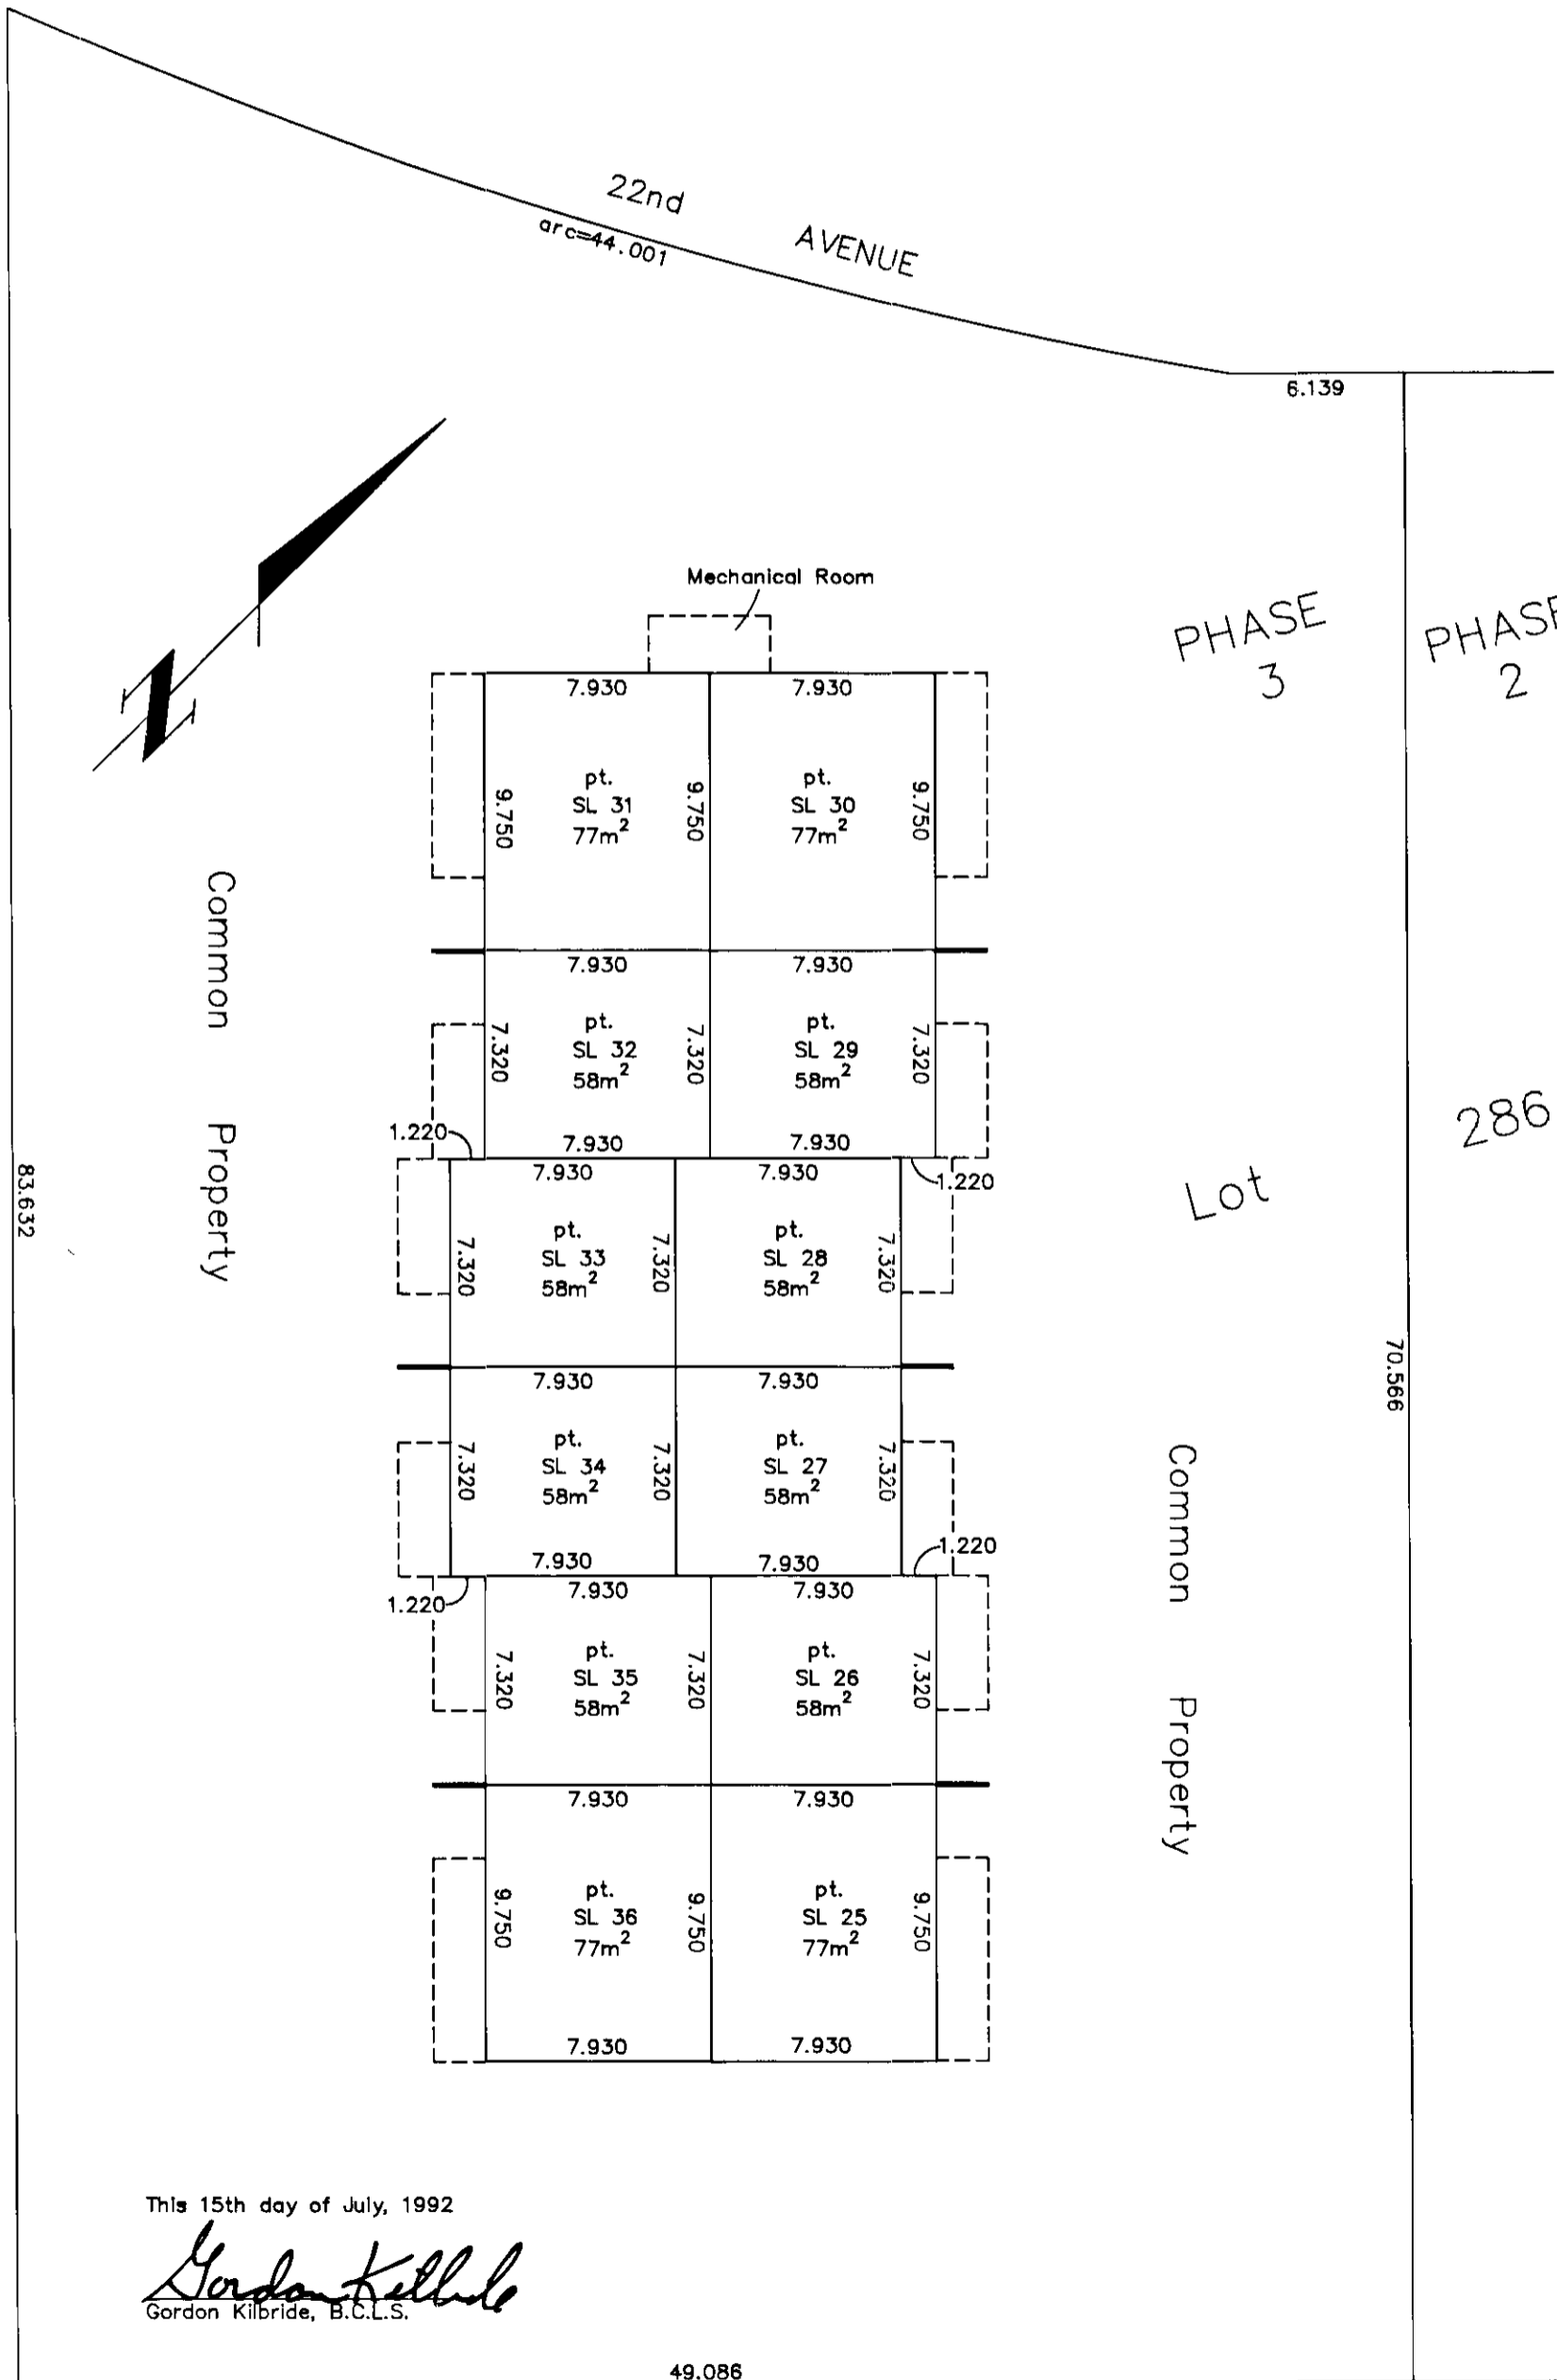 22nd AVENUE
arc=44.001
6.139
N
Mechanical Room
PHASE
3
PHASE
2
7.930 7.930
pt.
SL 31
77m²
pt.
SL 30
77m²
9.750 9.750 9.750
7.930 7.930
pt.
SL 32
58m²
pt.
SL 29
58m²
7.320 7.320 7.320
7.930 7.930
1.220 1.220
7.930 7.930
pt.
SL 33
58m²
pt.
SL 28
58m²
7.320 7.320 7.320
7.930 7.930
pt.
SL 34
58m²
pt.
SL 27
58m²
7.320 7.320 7.320
7.930 7.930
1.220 1.220
7.930 7.930
pt.
SL 35
58m²
pt.
SL 26
58m²
7.320 7.320 7.320
7.930 7.930
pt.
SL 36
77m²
pt.
SL 25
77m²
9.750 9.750 9.750
7.930 7.930
Common Property
83.632
Lot 286
70.566
Common Property
This 15th day of July, 1992
Gordon Kilbride
Gordon Kilbride, B.C.L.S.
49.086